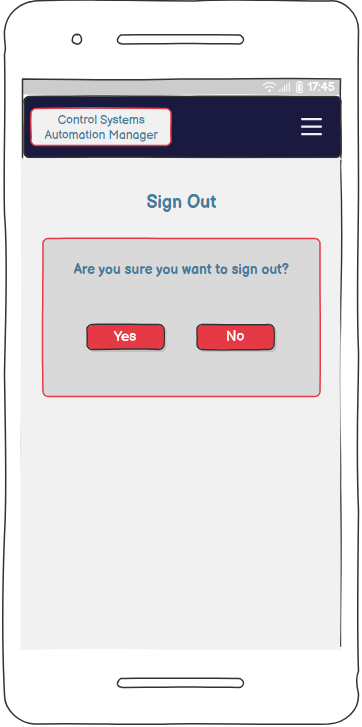 17:45
Control Systems
Automation Manager
Sign Out
Are you sure you want to sign out?
Yes
No